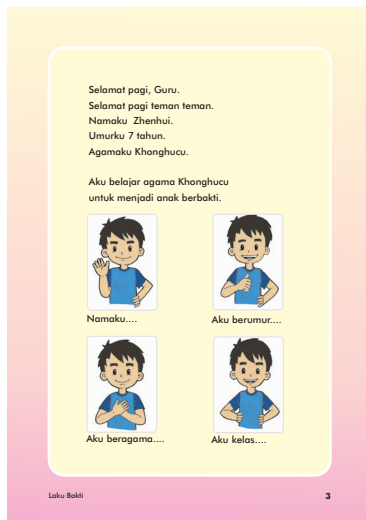 Selamat pagi, Guru.
Selamat pagi teman teman.
Namaku Zhenhui.
Umurku 7 tahun.
Agamaku Khonghucu.
Aku belajar agama Khonghucu
untuk menjadi anak berbakti.
Namaku....
Aku berumur....
Aku beragama....
Aku kelas....
Laku Bakti
3